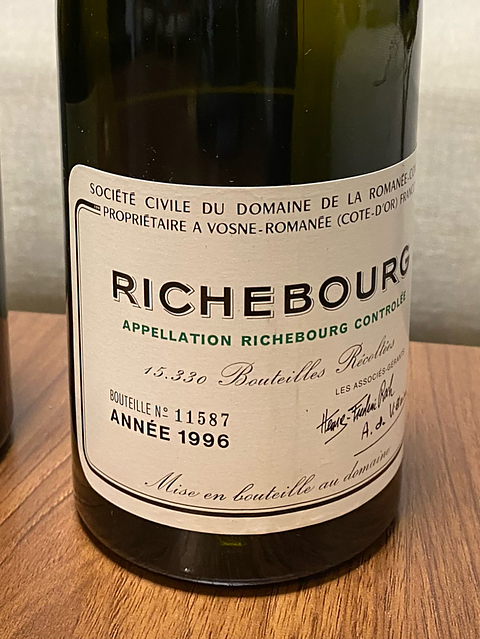 SOCIÉTÉ CIVILE DU DOMAINE DE LA ROMANÉE-CO
PROPRIÉTAIRE A VOSNE-ROMANÉE (COTE-D'OR) FRANC
RICHEBOURG
APPELLATION RICHEBOURG CONTROLÉE
15.330 Bouteilles Récoltées
LES ASSOCIÉS-GÉRANTS
BOUTEILLE No 11587
ANNÉE 1996
A. de
Mise en bouteille au domaine